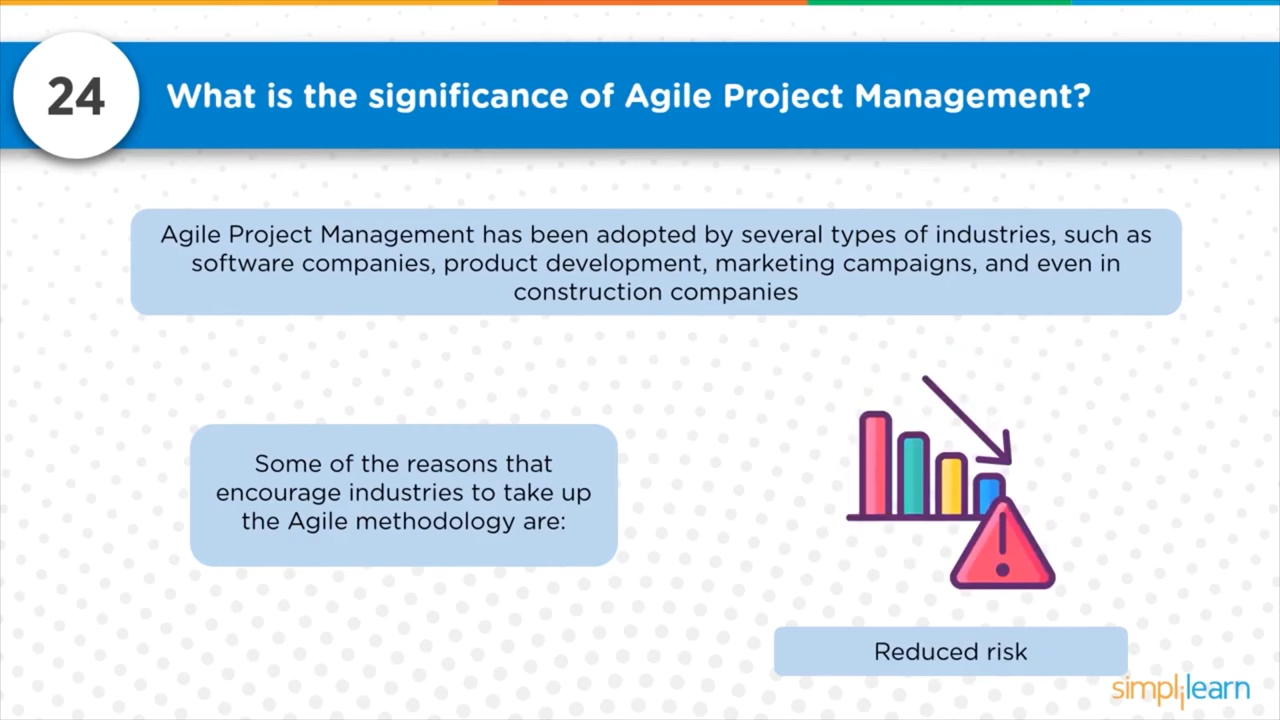 24
What is the significance of Agile Project Management?
Agile Project Management has been adopted by several types of industries, such as
software companies, product development, marketing campaigns, and even in
construction companies
Some of the reasons that
encourage industries to take up
the Agile methodology are:
Reduced risk
simplilearn